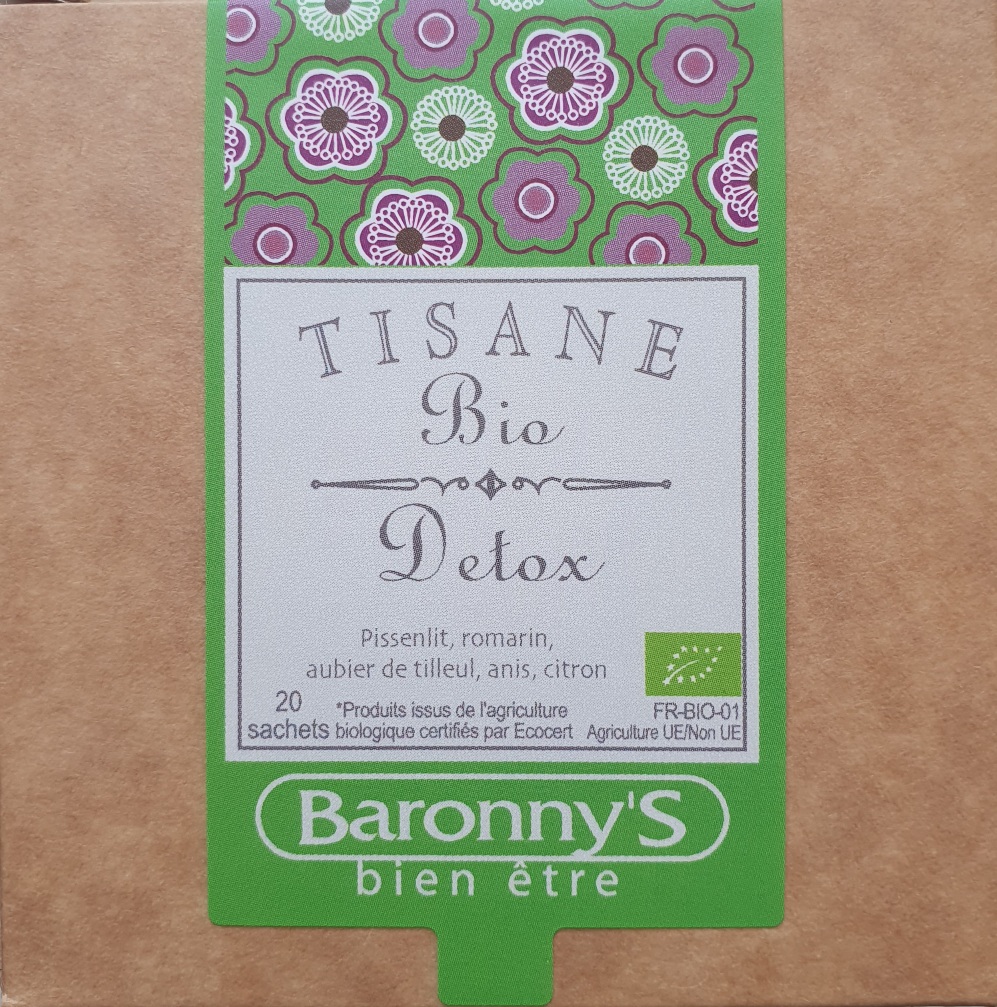 TISANE
Bio
Detox
Pissenlit, romarin,
aubier de tilleul, anis, citron
20
sachets
*Produits issus de l'agriculture
biologique certifiés par Ecocert
FR-BIO-01
Agriculture UE/Non UE
Baronny'S
bien être